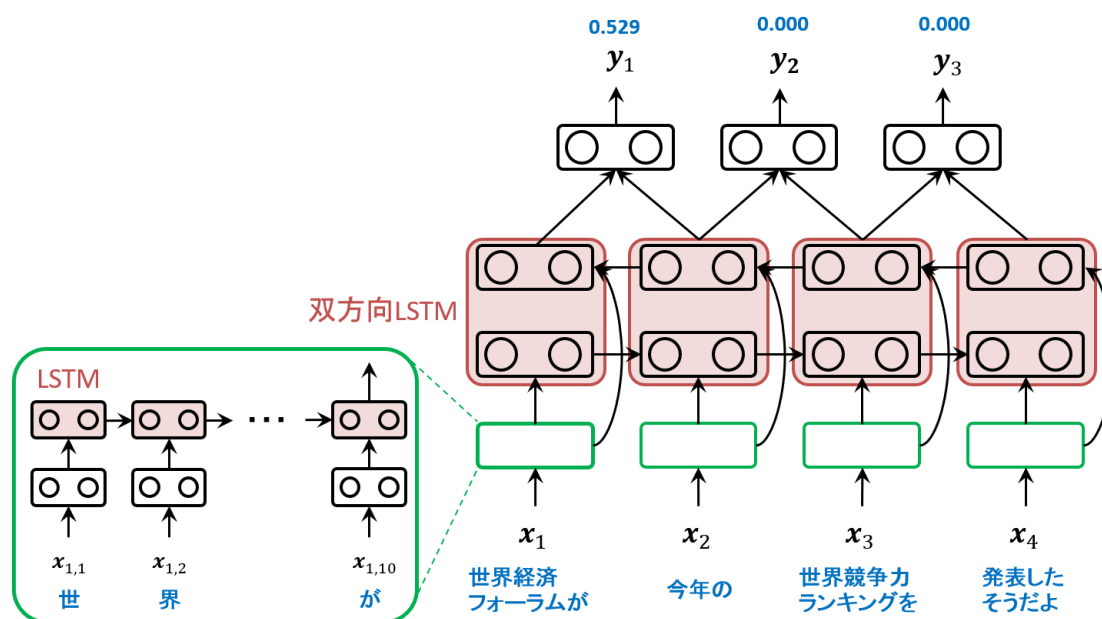 0.529 0.000 0.000
y₁ y₂ y₃
双方向LSTM
LSTM
...
x₁ x₂ x₃ x₄
x₁,₁ x₁,₂ x₁,₁₀
世 界 が
世界経済
フォーラムが
今年の
世界競争力
ランキングを
発表した
そうだよ